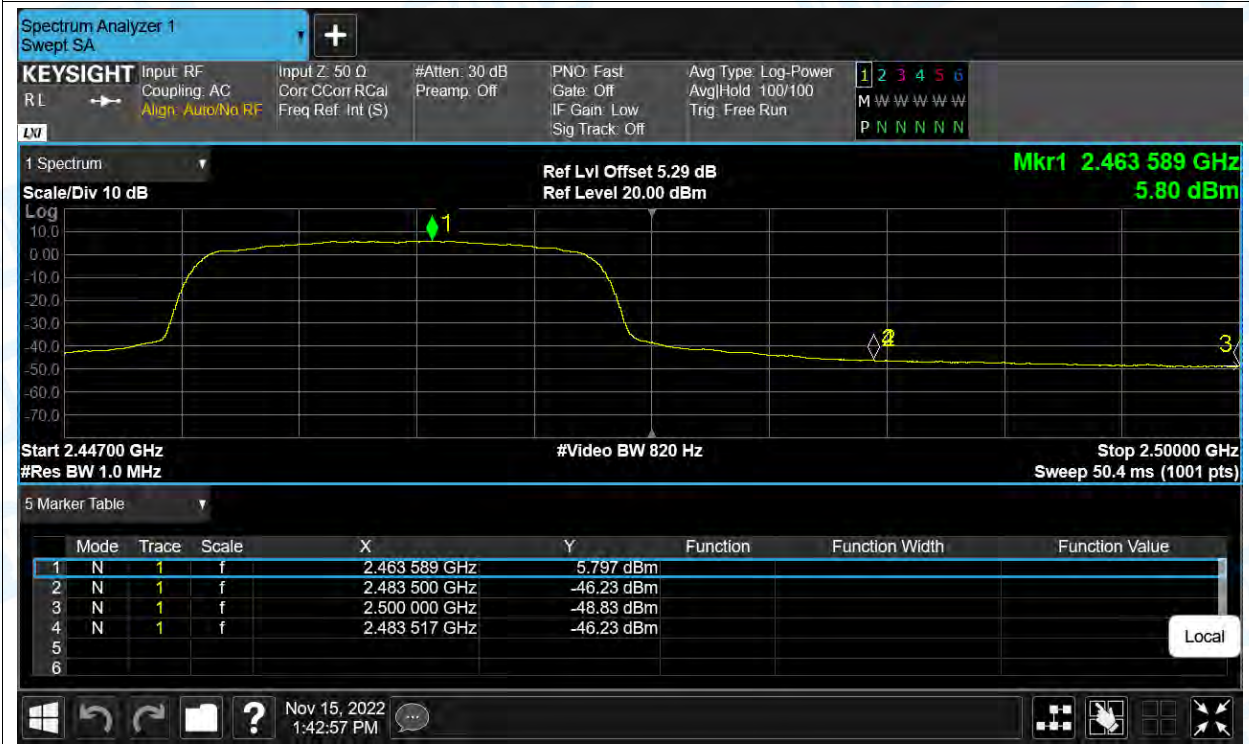 Spectrum Analyzer 1
Swept SA
+
KEYSIGHT Input: RF Input Z: 50 Ω #Atten: 30 dB PNO: Fast Avg Type: Log-Power 1 2 3 4 5 6
R L Coupling: AC Corr CCorr RCal Preamp: Off Gate: Off Avg|Hold: 100/100 M W W W W W
Align: Auto/No RF Freq Ref: Int (S) IF Gain: Low Trig: Free Run
LXI Sig Track: Off P N N N N N
1 Spectrum Ref Lvl Offset 5.29 dB Mkr1 2.463 589 GHz
Scale/Div 10 dB Ref Level 20.00 dBm 5.80 dBm
Log
10.0
0.00
-10.0
-20.0
-30.0
-40.0
-50.0
-60.0
-70.0
1
2
3
Start 2.44700 GHz #Video BW 820 Hz Stop 2.50000 GHz
#Res BW 1.0 MHz Sweep 50.4 ms (1001 pts)
5 Marker Table
Mode Trace Scale X Y Function Function Width Function Value
1 N 1 f 2.463 589 GHz 5.797 dBm
2 N 1 f 2.483 500 GHz -46.23 dBm
3 N 1 f 2.500 000 GHz -48.83 dBm
4 N 1 f 2.483 517 GHz -46.23 dBm
5
6
Local
? Nov 15, 2022
1:42:57 PM